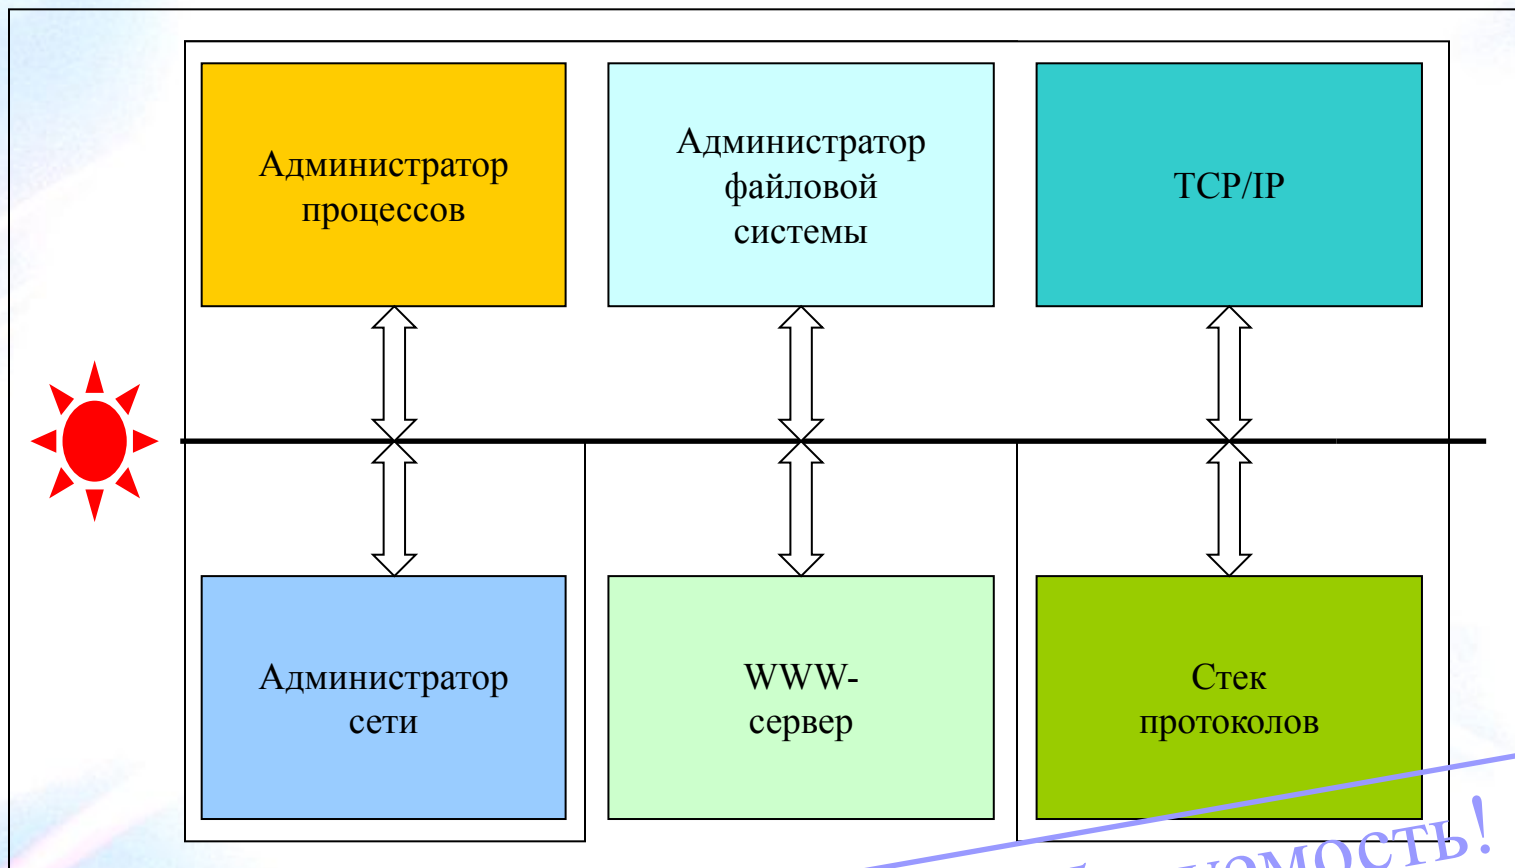 Администратор
процессов
Администратор
файловой
системы
TCP/IP
Администратор
сети
WWW-
сервер
Стек
протоколов